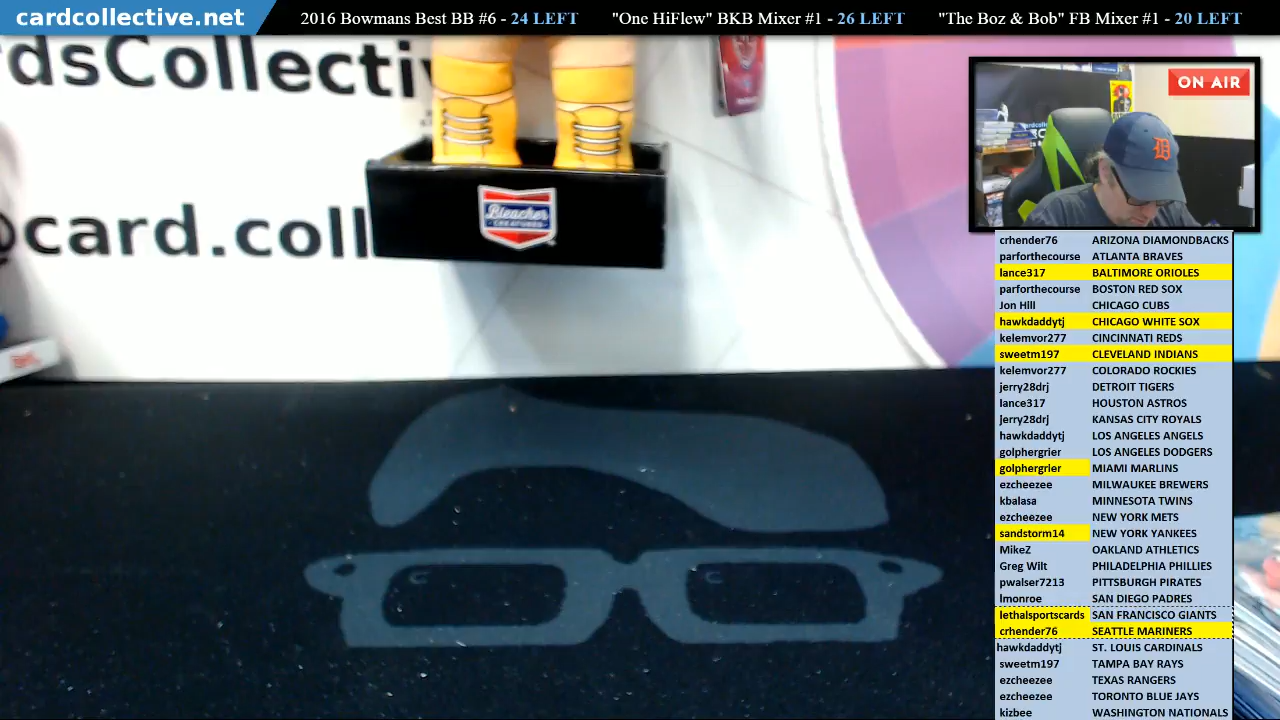 cardcollective.net
2016 Bowmans Best BB #6 - 24 LEFT
"One HiFlew" BKB Mixer #1 - 26 LEFT
"The Boz & Bob" FB Mixer #1 - 20 LEFT
rdsCollecti
card.coll
Bleacher
CREATURES
ON AIR
crhender76 ARIZONA DIAMONDBACKS
parforthecourse ATLANTA BRAVES
lance317 BALTIMORE ORIOLES
parforthecourse BOSTON RED SOX
Jon Hill CHICAGO CUBS
hawkdaddytj CHICAGO WHITE SOX
kelemvor277 CINCINNATI REDS
sweetm197 CLEVELAND INDIANS
kelemvor277 COLORADO ROCKIES
jerry28drj DETROIT TIGERS
lance317 HOUSTON ASTROS
jerry28drj KANSAS CITY ROYALS
hawkdaddytj LOS ANGELES ANGELS
golphergrier LOS ANGELES DODGERS
golphergrier MIAMI MARLINS
ezcheezee MILWAUKEE BREWERS
kbalasa MINNESOTA TWINS
ezcheezee NEW YORK METS
sandstorm14 NEW YORK YANKEES
MikeZ OAKLAND ATHLETICS
Greg Wilt PHILADELPHIA PHILLIES
pwalser7213 PITTSBURGH PIRATES
lmonroe SAN DIEGO PADRES
lethalsportscards SAN FRANCISCO GIANTS
crhender76 SEATTLE MARINERS
hawkdaddytj ST. LOUIS CARDINALS
sweetm197 TAMPA BAY RAYS
ezcheezee TEXAS RANGERS
ezcheezee TORONTO BLUE JAYS
kizbee WASHINGTON NATIONALS